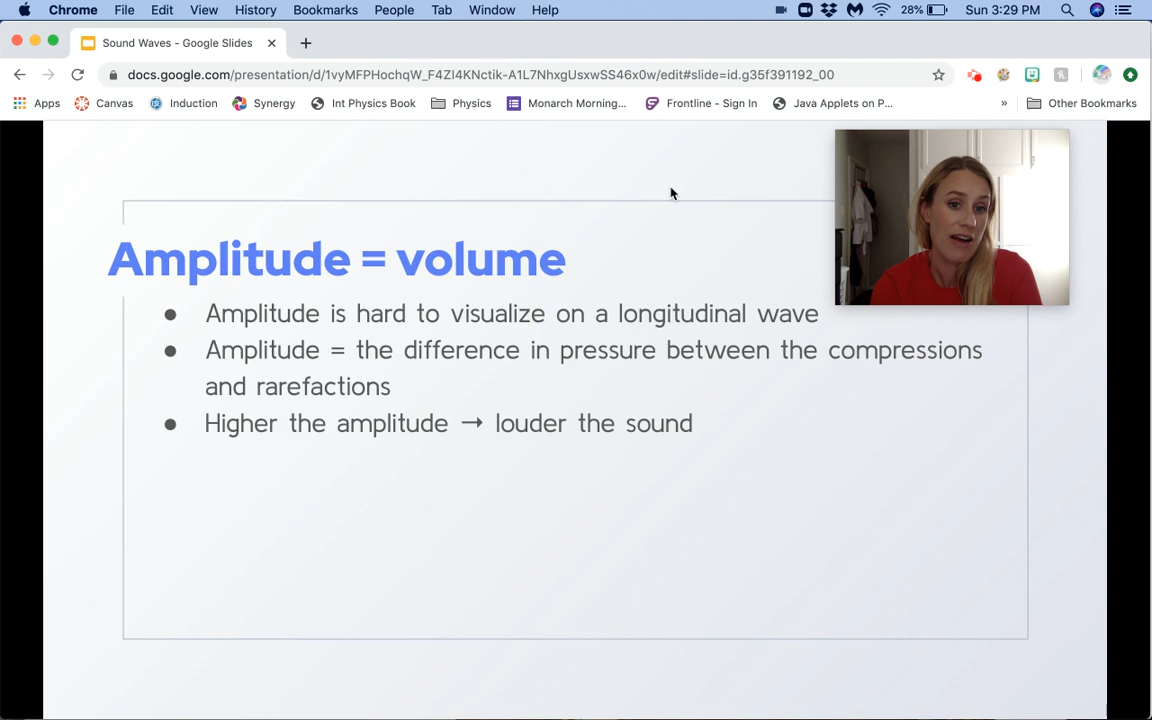 Chrome File Edit View History Bookmarks People Tab Window Help 28% Sun 3:29 PM
Sound Waves - Google Slides
docs.google.com/presentation/d/1vyMFPHochqW_F4ZI4KNctik-A1L7NhxgUsxwSS46x0w/edit#slide=id.g35f391192_00
Apps Canvas Induction Synergy Int Physics Book Physics Monarch Morning... Frontline - Sign In Java Applets on P... » Other Bookmarks
Amplitude = volume
● Amplitude is hard to visualize on a longitudinal wave
● Amplitude = the difference in pressure between the compressions
and rarefactions
● Higher the amplitude → louder the sound